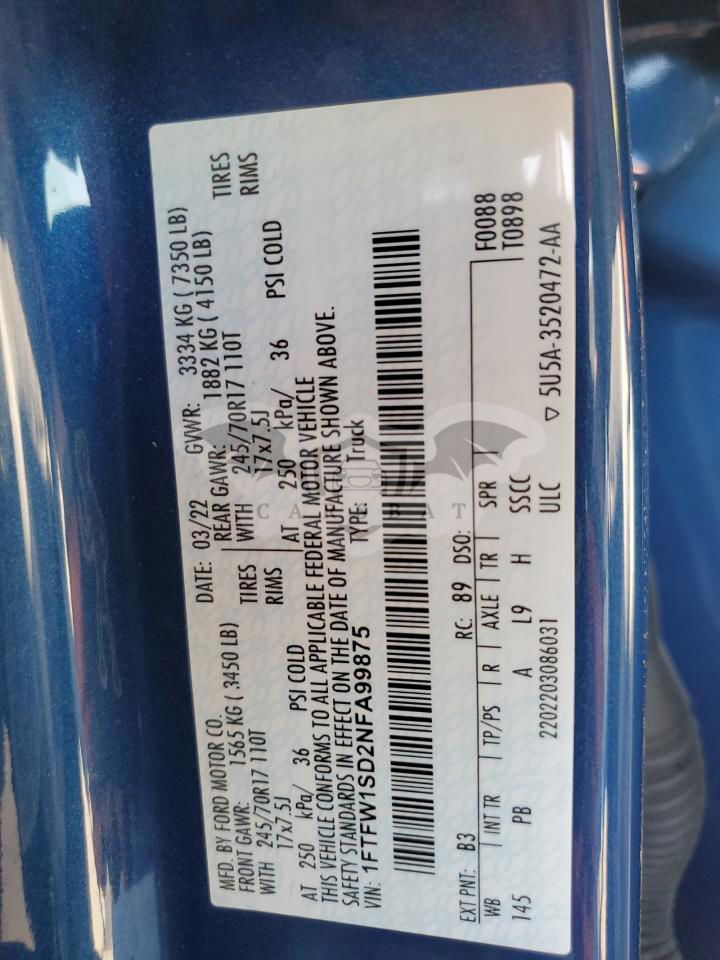 MFD. BY FORD MOTOR CO.
DATE: 03/22 GVWR: 3334 KG ( 7350 LB)
FRONT GAWR: 1565 KG ( 3450 LB)
REAR GAWR: 1882 KG ( 4150 LB)
WITH 245/70R17 110T TIRES
WITH 245/70R17 110T TIRES
17x7.5J RIMS
17x7.5J RIMS
AT 250 kPa/ 36 PSI COLD
AT 250 kPa/ 36 PSI COLD
THIS VEHICLE CONFORMS TO ALL APPLICABLE FEDERAL MOTOR VEHICLE
SAFETY STANDARDS IN EFFECT ON THE DATE OF MANUFACTURE SHOWN ABOVE.
VIN: 1FTFW1SD2NFA99875 TYPE: Truck
CARBAT
EXT PNT: B3 RC: 89 DSO: F0088
WB INT TR TP/PS R AXLE TR SPR T0898
145 PB A L9 H SSCC
2202203086031 ULC ▽ 5U5A-3520472-AA